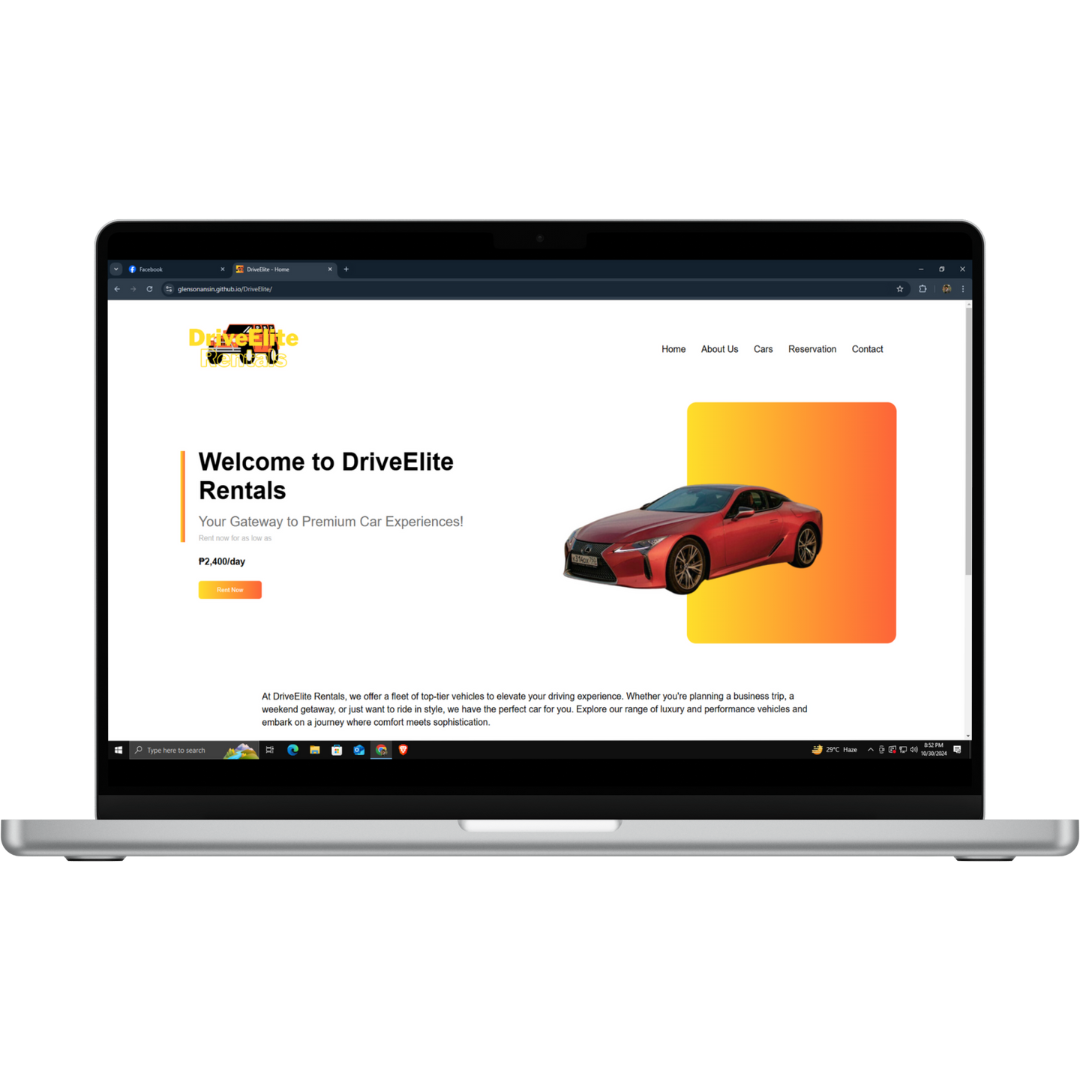 Facebook
DriveElite - Home
glensonansin.github.io/DriveElite/
DriveElite
Rentals
Home About Us Cars Reservation Contact
Welcome to DriveElite
Rentals
Your Gateway to Premium Car Experiences!
Rent now for as low as
₱2,400/day
Rent Now
At DriveElite Rentals, we offer a fleet of top-tier vehicles to elevate your driving experience. Whether you're planning a business trip, a
weekend getaway, or just want to ride in style, we have the perfect car for you. Explore our range of luxury and performance vehicles and
embark on a journey where comfort meets sophistication.
Type here to search
29°C Haze
8:52 PM
10/30/2024